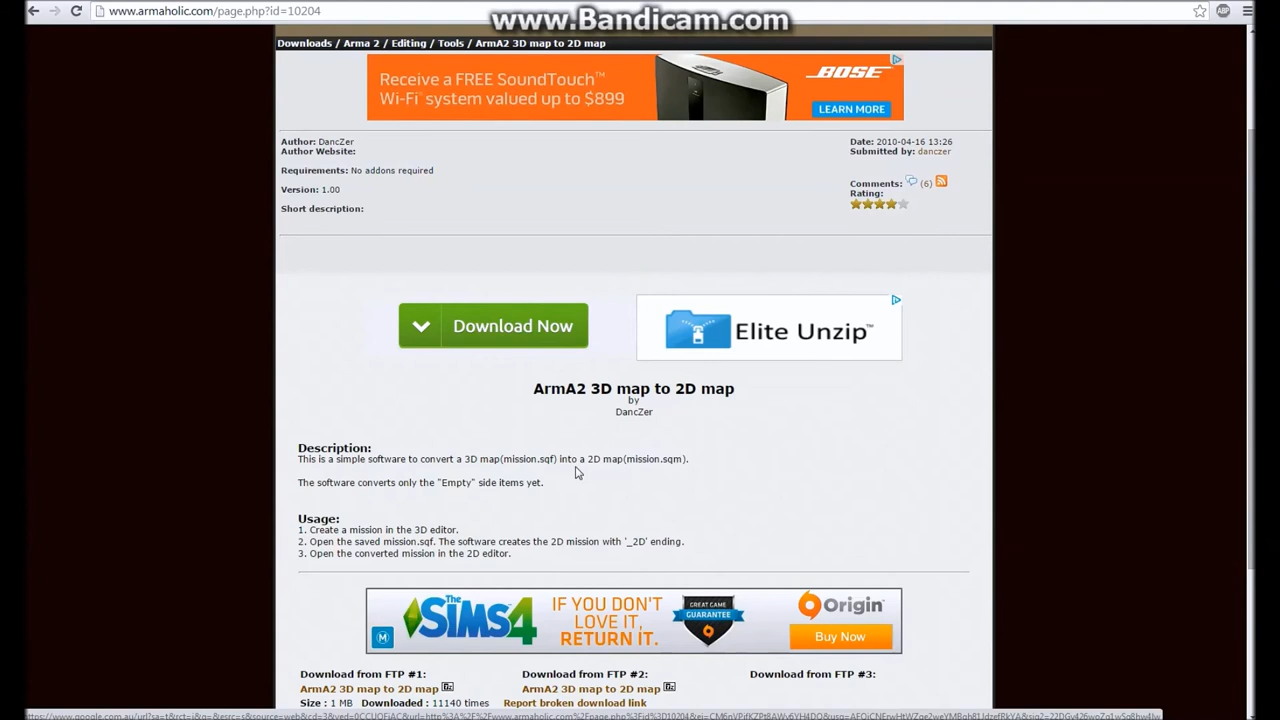 www.armaholic.com/page.php?id=10204
ABP
www.Bandicam.com
Downloads / Arma 2 / Editing / Tools / ArmA2 3D map to 2D map
Receive a FREE SoundTouch™
Wi-Fi® system valued up to $899
BOSE
LEARN MORE
Author: DancZer
Author Website:
Requirements: No addons required
Version: 1.00
Short description:
Date: 2010-04-16 13:26
Submitted by: danczer
Comments: (6)
Rating:
Download Now
Elite Unzip™
ArmA2 3D map to 2D map
by
DancZer
Description:
This is a simple software to convert a 3D map(mission.sqf) into a 2D map(mission.sqm).
The software converts only the "Empty" side items yet.
Usage:
1. Create a mission in the 3D editor.
2. Open the saved mission.sqf. The software creates the 2D mission with '_2D' ending.
3. Open the converted mission in the 2D editor.
The SIMS 4
IF YOU DON'T
LOVE IT,
RETURN IT.
GREAT GAME
GUARANTEE
Origin
Buy Now
M
Download from FTP #1:
ArmA2 3D map to 2D map
Size : 1 MB Downloaded : 11140 times
Download from FTP #2:
ArmA2 3D map to 2D map
Report broken download link
Download from FTP #3: